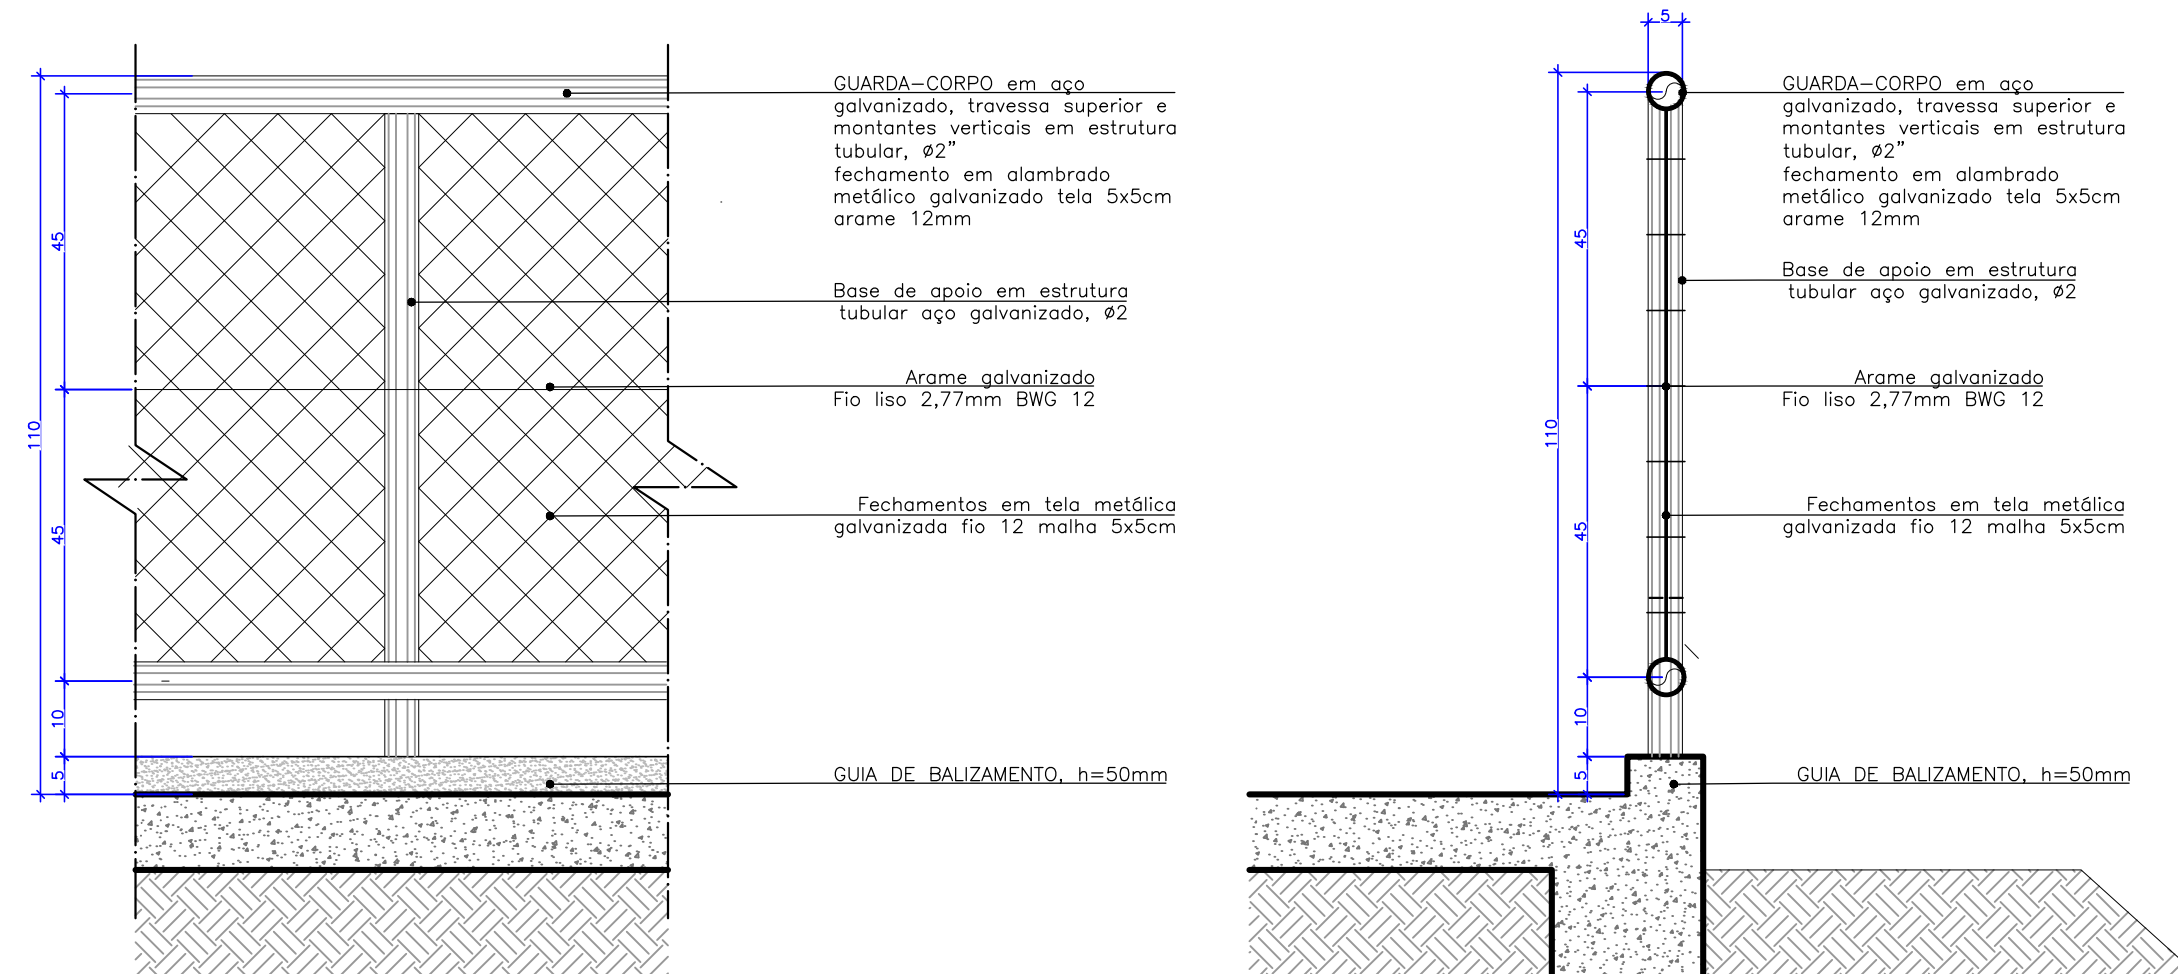 GUARDA-CORPO em aço
galvanizado, travessa superior e
montantes verticais em estrutura
tubular, ø2"
fechamento em alambrado
metálico galvanizado tela 5x5cm
arame 12mm
Base de apoio em estrutura
tubular aço galvanizado, ø2
Arame galvanizado
Fio liso 2,77mm BWG 12
Fechamentos em tela metálica
galvanizada fio 12 malha 5x5cm
GUIA DE BALIZAMENTO, h=50mm
110
45
45
10
5
5
GUARDA-CORPO em aço
galvanizado, travessa superior e
montantes verticais em estrutura
tubular, ø2"
fechamento em alambrado
metálico galvanizado tela 5x5cm
arame 12mm
Base de apoio em estrutura
tubular aço galvanizado, ø2
Arame galvanizado
Fio liso 2,77mm BWG 12
Fechamentos em tela metálica
galvanizada fio 12 malha 5x5cm
GUIA DE BALIZAMENTO, h=50mm
110
45
45
10
5